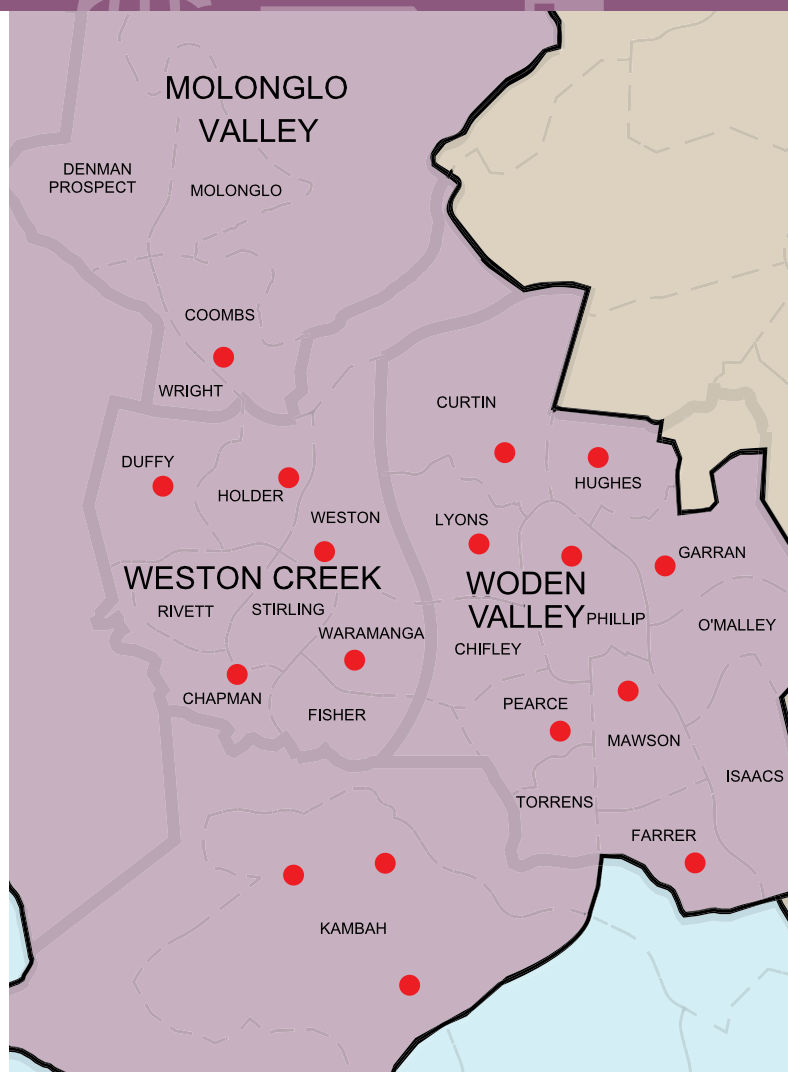 MOLONGLO
VALLEY
DENMAN
PROSPECT
MOLONGLO
COOMBS
WRIGHT
CURTIN
DUFFY
HOLDER
HUGHES
WESTON
LYONS
GARRAN
WESTON CREEK
WODEN
VALLEY
RIVETT
STIRLING
PHILLIP
O'MALLEY
WARAMANGA
CHIFLEY
CHAPMAN
FISHER
PEARCE
MAWSON
ISAACS
TORRENS
FARRER
KAMBAH